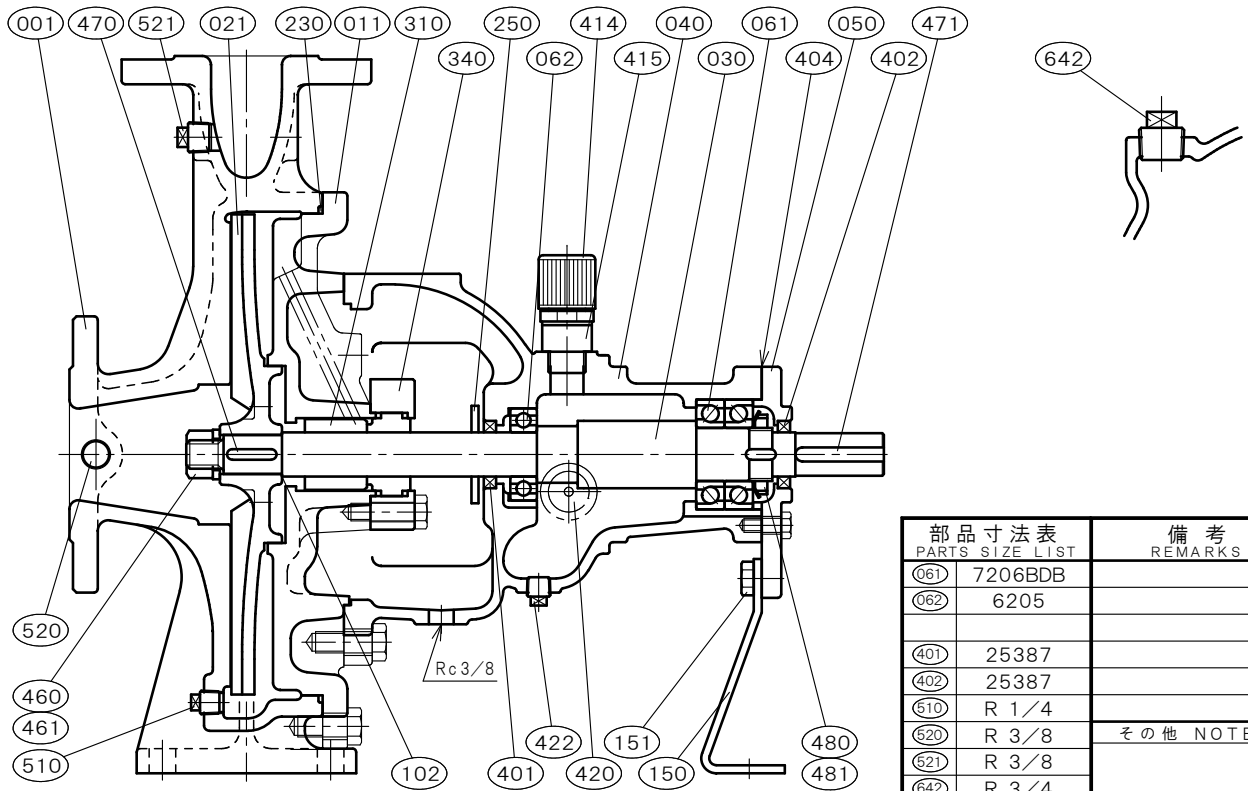 001 470 521 021 230 011 310 250 414 040 061 050 471
340 062 415 030 404 402 642
520
Rc3/8
460
461
510
102 401 422 420 151 150 480
481
部品寸法表 備考
PARTS SIZE LIST REMARKS
061 7206BDB
062 6205
401 25387
402 25387
510 R 1/4
520 R 3/8 その他 NOTE
521 R 3/8
642 R 3/4